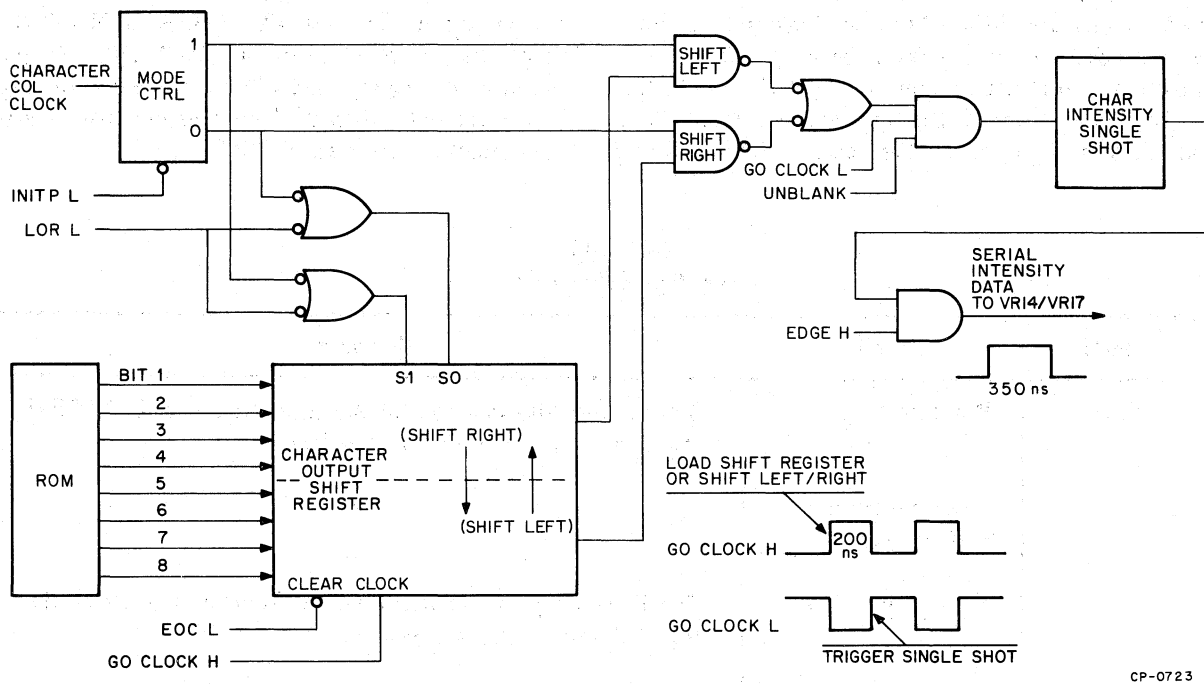 CHARACTER
COL
CLOCK
MODE
CTRL
1
0
INITP L
LOR L
SHIFT
LEFT
SHIFT
RIGHT
GO CLOCK L
UNBLANK
CHAR
INTENSITY
SINGLE
SHOT
SERIAL
INTENSITY
DATA
TO VR14/VR17
EDGE H
350 ns
ROM
BIT 1
2
3
4
5
6
7
8
S1 S0
(SHIFT RIGHT)
CHARACTER
OUTPUT
SHIFT
REGISTER
(SHIFT LEFT)
CLEAR CLOCK
EOC L
GO CLOCK H
LOAD SHIFT REGISTER
OR SHIFT LEFT/RIGHT
GO CLOCK H
200
ns
GO CLOCK L
TRIGGER SINGLE SHOT
CP-0723